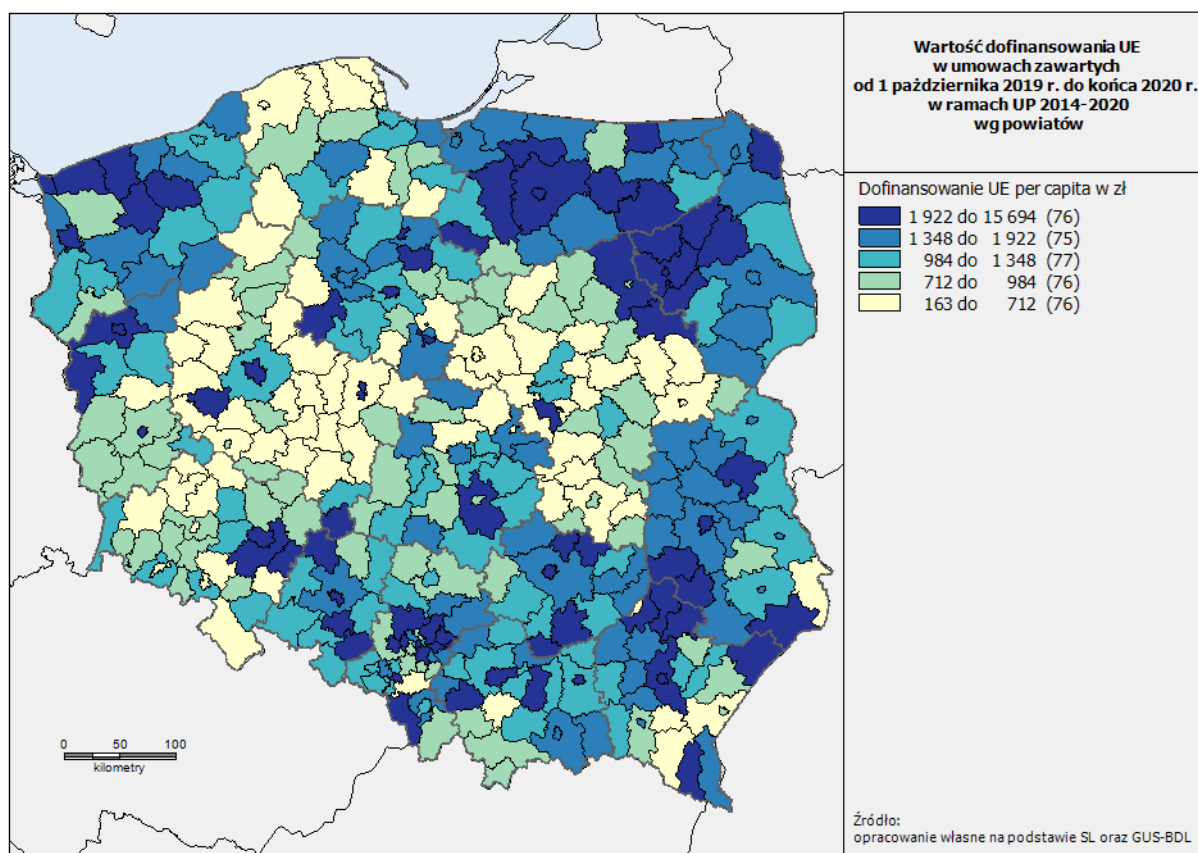 Wartość dofinansowania UE
w umowach zawartych
od 1 października 2019 r. do końca 2020 r.
w ramach UP 2014-2020
wg powiatów
Dofinansowanie UE per capita w zł
1 922 do 15 694 (76)
1 348 do 1 922 (75)
984 do 1 348 (77)
712 do 984 (76)
163 do 712 (76)
0 50 100
kilometry
Źródło:
opracowanie własne na podstawie SL oraz GUS-BDL